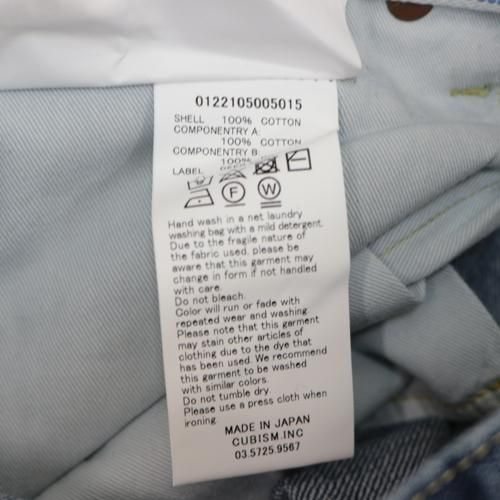 0122105005015
SHELL 100% COTTON
COMPONENTRY A:
100% COTTON
COMPONENTRY B:
100%
LABEL
F W
Hand wash in a net laundry
washing bag with a mild detergent.
Due to the fragile nature of
the fabric used, please be
aware that this garment may
change in form if not handled
with care.
Do not bleach.
Color will run or fade with
repeated wear and washing.
Please note that this garment
may stain other articles of
clothing due to the dye that
has been used. We recommend
this garment to be washed
with similar colors.
Do not tumble dry.
Please use a press cloth when
ironing.
MADE IN JAPAN
CUBISM.INC
03.5725.9567